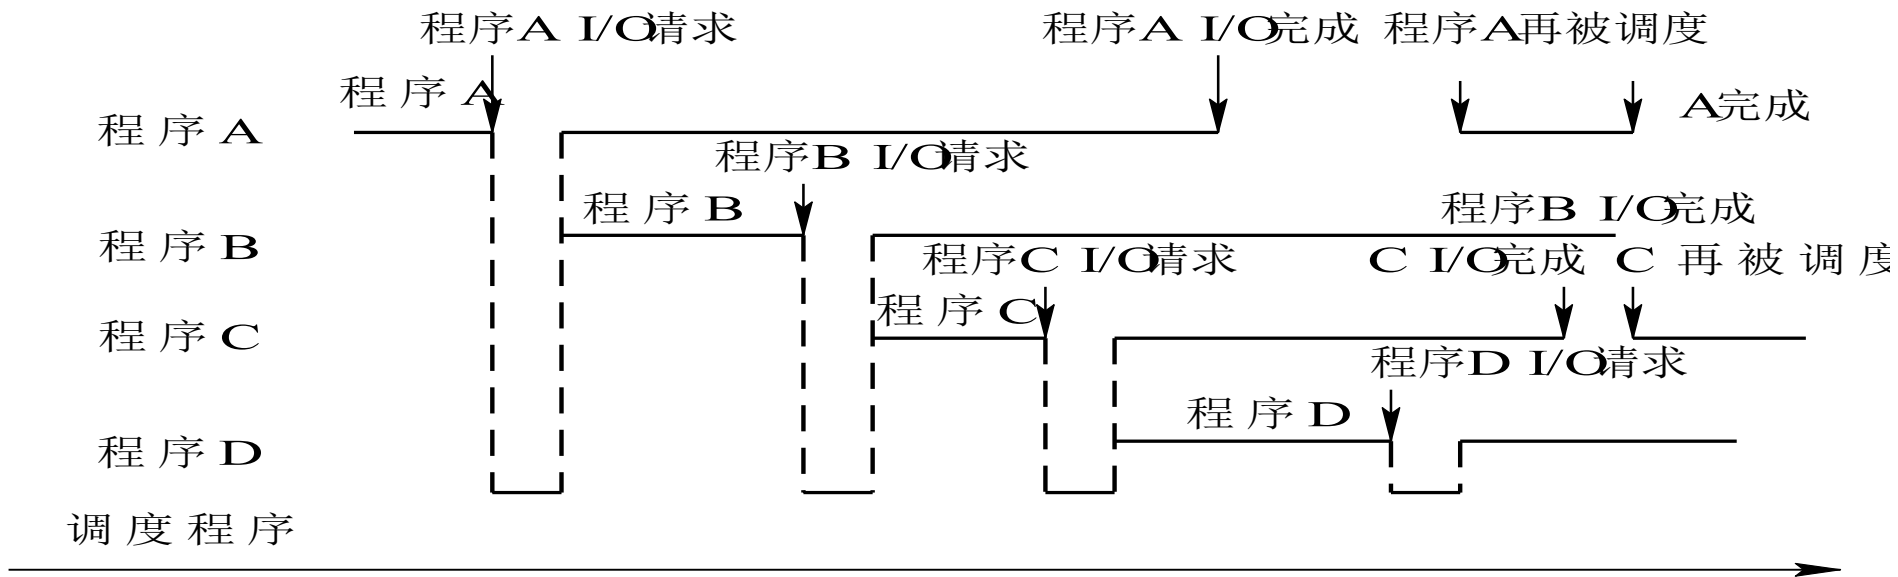 程序A I/O请求
程序A I/O完成
程序A再被调度
程序A
A完成
程序A
程序B I/O请求
程序B
程序B I/O完成
程序B
程序C I/O请求
C I/O完成
C 再被调度
程序C
程序C
程序D I/O请求
程序D
程序D
调度程序